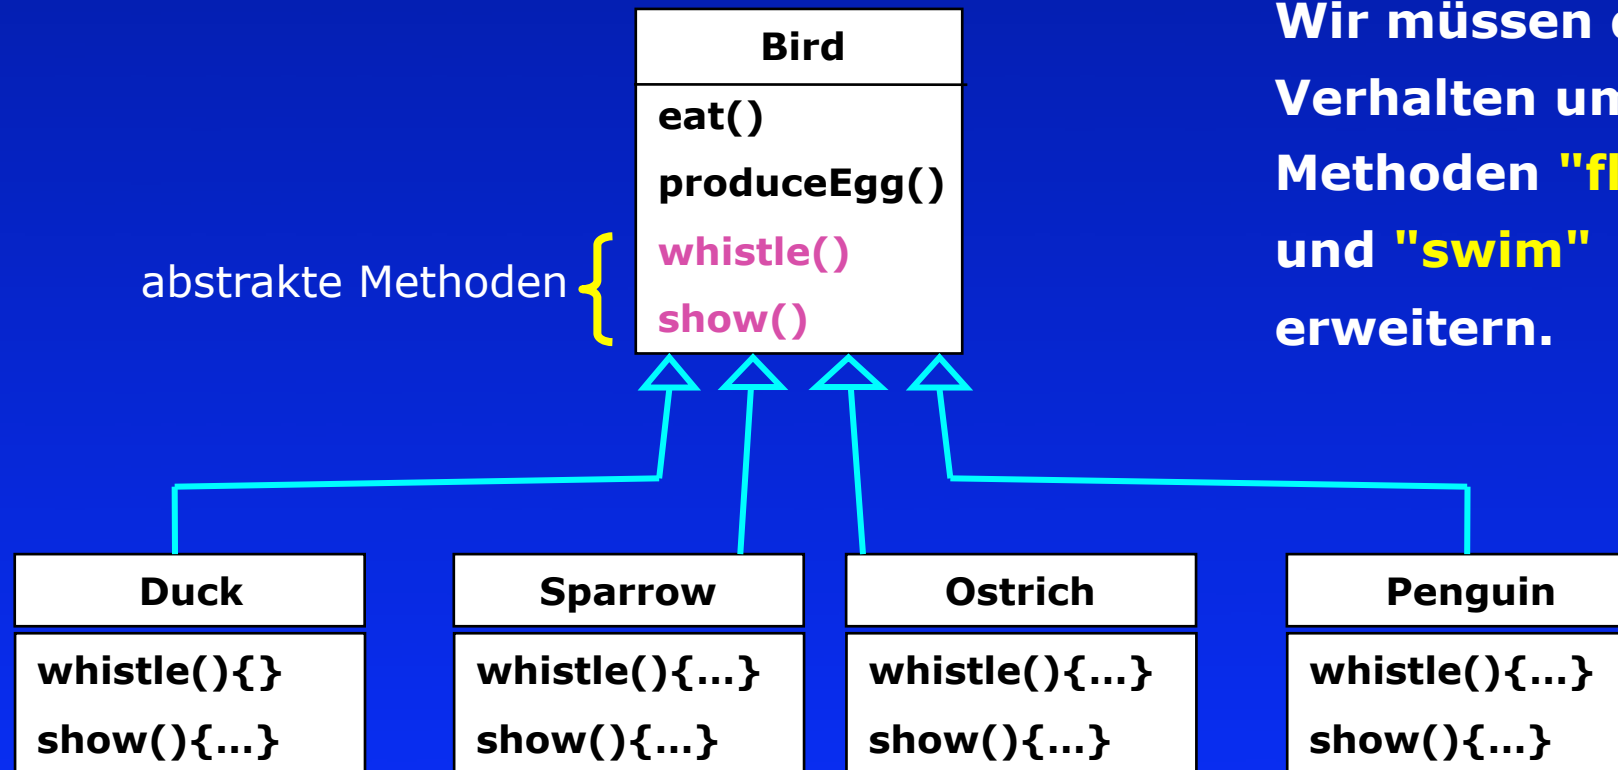 Bird
eat()
produceEgg()
whistle()
show()
abstrakte Methoden
Wir müssen
Verhalten
Methoden
und "swim"
erweitern.
Duck
whistle(){}
show(){…}
Sparrow
whistle(){…}
show(){…}
Ostrich
whistle(){…}
show(){…}
Penguin
whistle(){…}
show(){…}